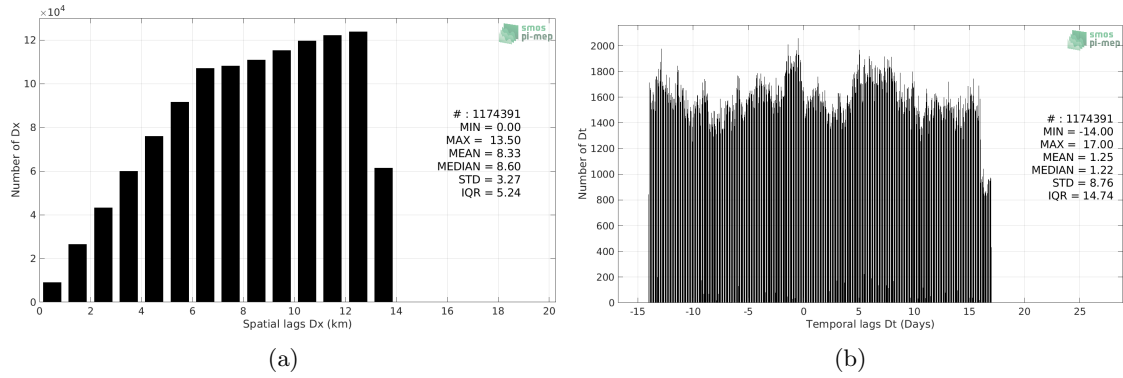 ×10⁴
12
10
8
6
4
2
0
Number of Dx
0 2 4 6 8 10 12 14 16 18 20
Spatial lags Dx (km)
smos
pi-mep
# : 1174391
MIN = 0.00
MAX = 13.50
MEAN = 8.33
MEDIAN = 8.60
STD = 3.27
IQR = 5.24
(a)
2000
1800
1600
1400
1200
1000
800
600
400
200
0
Number of Dt
-15 -10 -5 0 5 10 15 20 25
Temporal lags Dt (Days)
smos
pi-mep
# : 1174391
MIN = -14.00
MAX = 17.00
MEAN = 1.25
MEDIAN = 1.22
STD = 8.76
IQR = 14.74
(b)